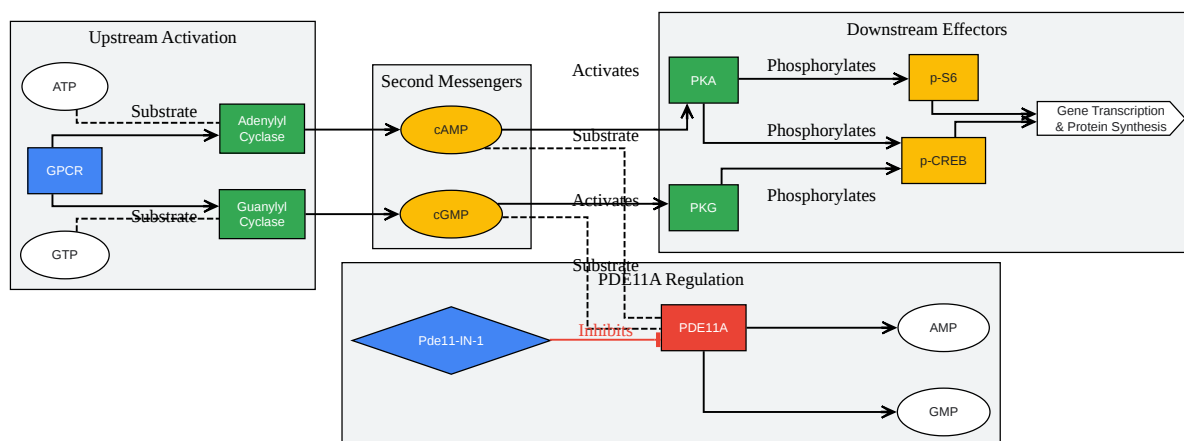 Upstream Activation
ATP
Substrate
Adenylyl
Cyclase
GPCR
Substrate
Guanylyl
Cyclase
GTP
Second Messengers
cAMP
cGMP
Activates
Substrate
Activates
Substrate
Downstream Effectors
PKA
Phosphorylates
p-S6
Phosphorylates
Gene Transcription
& Protein Synthesis
p-CREB
PKG
Phosphorylates
PDE11A Regulation
Pde11-IN-1
Inhibits
PDE11A
AMP
GMP